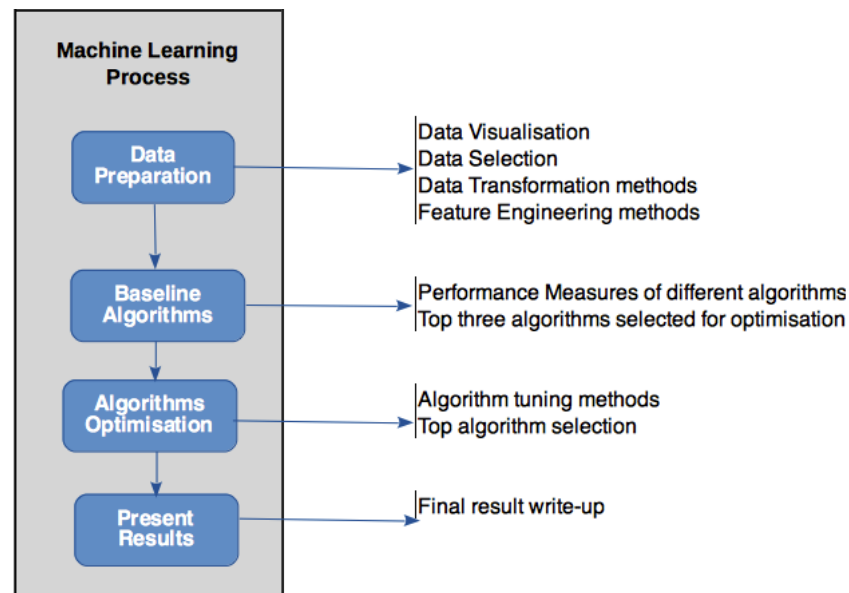 Machine Learning
Process
Data
Preparation
Data Visualisation
Data Selection
Data Transformation methods
Feature Engineering methods
Baseline
Algorithms
Performance Measures of different algorithms
Top three algorithms selected for optimisation
Algorithms
Optimisation
Algorithm tuning methods
Top algorithm selection
Present
Results
Final result write-up